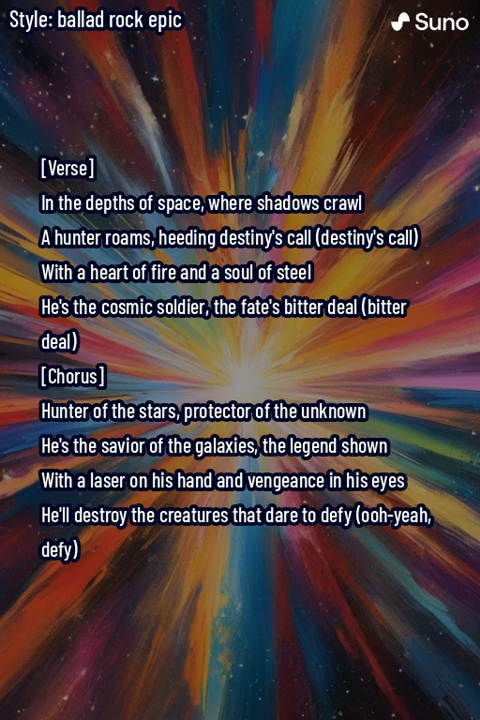 Style: ballad rock epic
Suno
[Verse]
In the depths of space, where shadows crawl
A hunter roams, heeding destiny's call (destiny's call)
With a heart of fire and a soul of steel
He's the cosmic soldier, the fate's bitter deal (bitter
deal)
[Chorus]
Hunter of the stars, protector of the unknown
He's the savior of the galaxies, the legend shown
With a laser on his hand and vengeance in his eyes
He'll destroy the creatures that dare to defy (ooh-yeah,
defy)